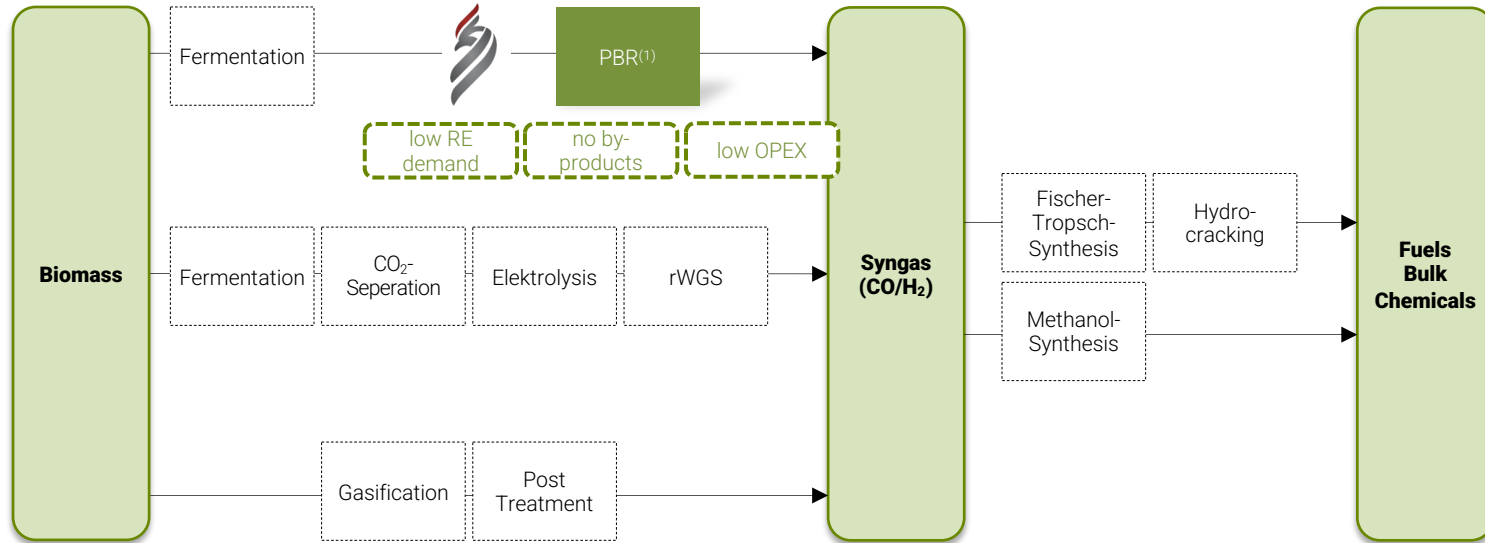 Fermentation
PBR(1)
low RE
demand
no by-
products
low OPEX
Biomass
Fermentation
CO₂-
Seperation
Elektrolysis
rWGS
Syngas
(CO/H₂)
Fischer-
Tropsch-
Synthesis
Hydro-
cracking
Methanol-
Synthesis
Fuels
Bulk
Chemicals
Gasification
Post
Treatment